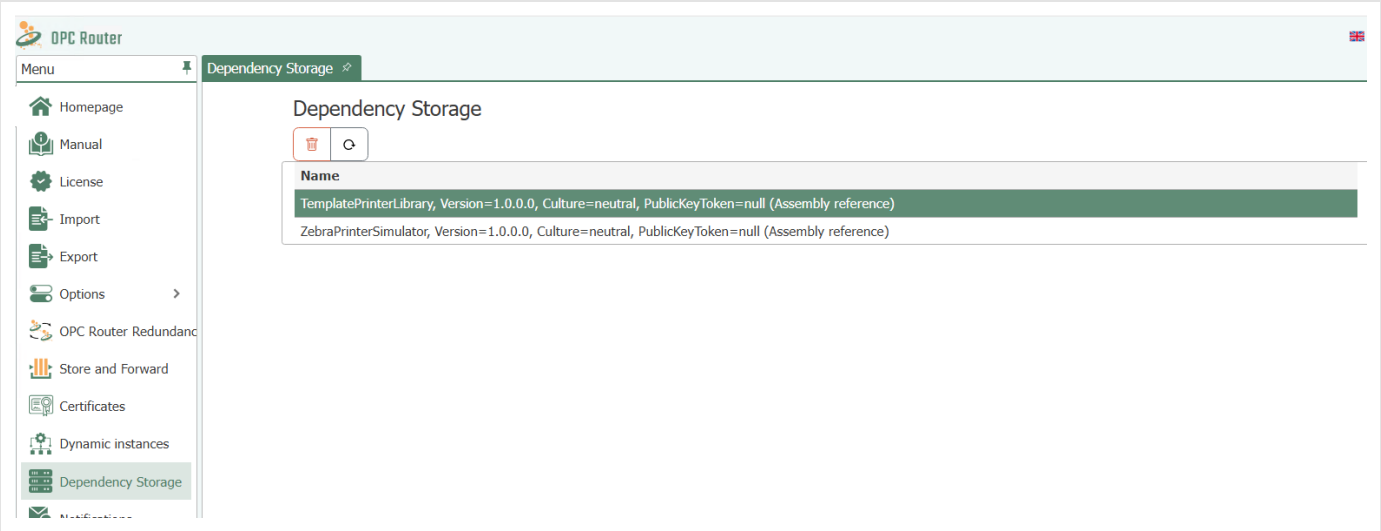 OPC Router
Menu
Dependency Storage
Homepage
Manual
License
Import
Export
Options
OPC Router Redundanc
Store and Forward
Certificates
Dynamic instances
Dependency Storage
Notifications
Dependency Storage
Name
TemplatePrinterLibrary, Version=1.0.0.0, Culture=neutral, PublicKeyToken=null (Assembly reference)
ZebraPrinterSimulator, Version=1.0.0.0, Culture=neutral, PublicKeyToken=null (Assembly reference)